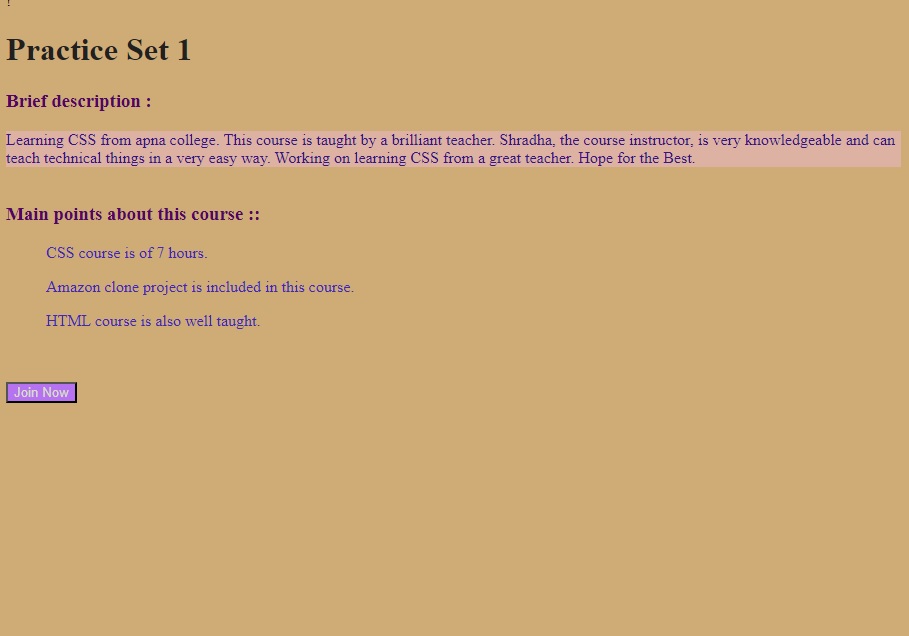 !
Practice Set 1
Brief description :
Learning CSS from apna college. This course is taught by a brilliant teacher. Shradha, the course instructor, is very knowledgeable and can
teach technical things in a very easy way. Working on learning CSS from a great teacher. Hope for the Best.
Main points about this course ::
CSS course is of 7 hours.
Amazon clone project is included in this course.
HTML course is also well taught.
Join Now